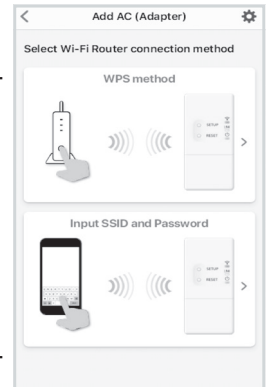 Add AC (Adapter)
Select Wi-Fi Router connection method
WPS method
SETUP
RESET
Input SSID and Password
SETUP
RESET